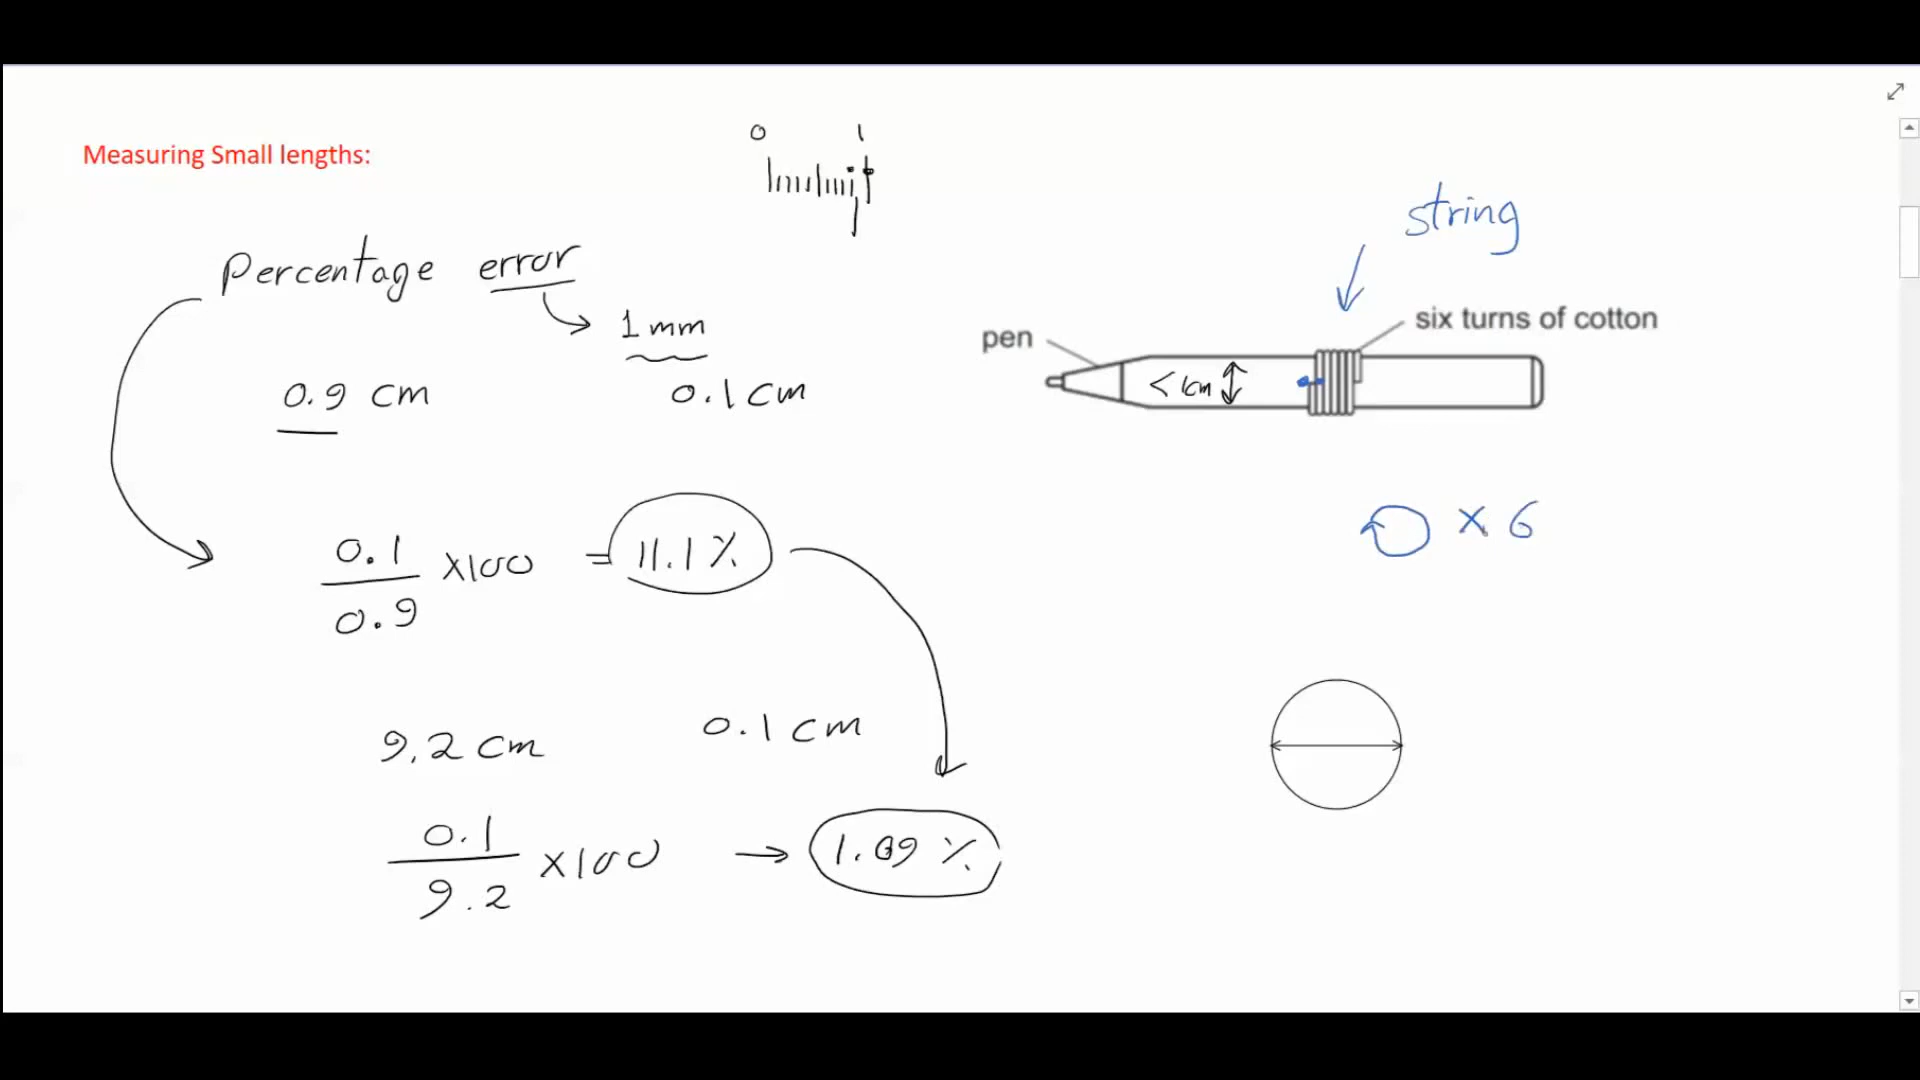 Measuring Small lengths:
0 1
Percentage error
1 mm
0.9 cm 0.1 cm
0.1
0.9
×100 = 11.1 %
9.2 cm 0.1 cm
0.1
9.2
×100 → 1.09 %
string
six turns of cotton
pen
< 1cm
× 6